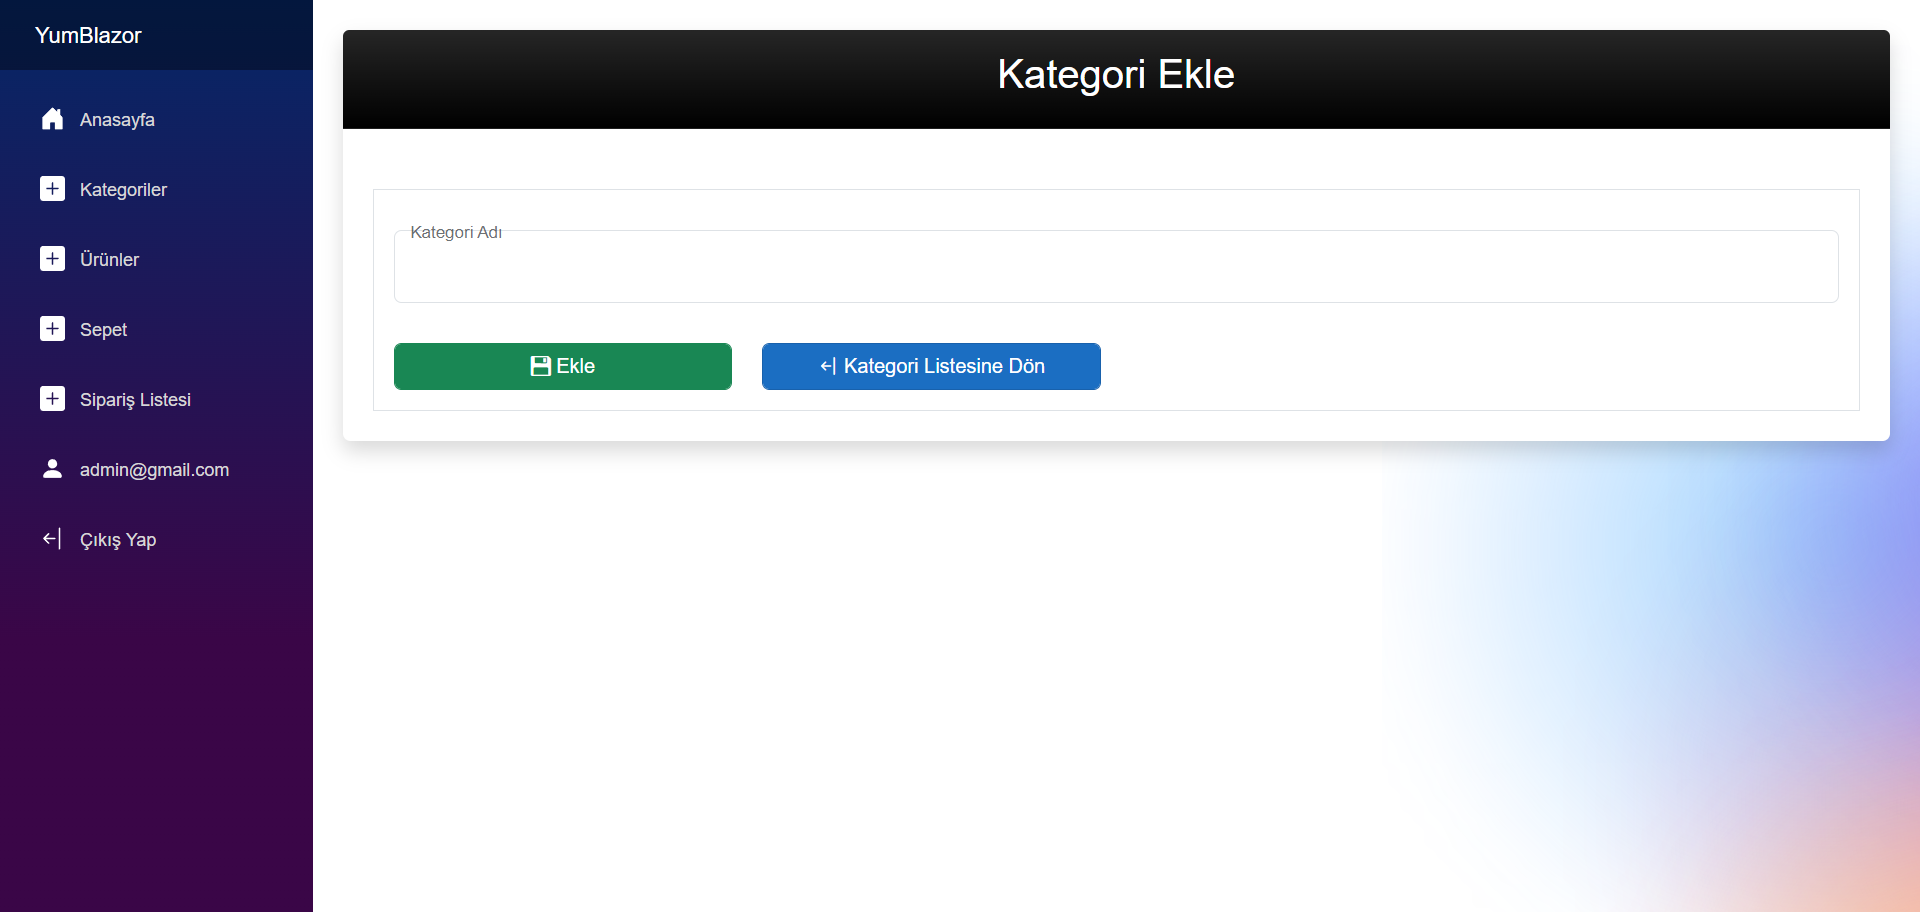 YumBlazor
Anasayfa
Kategoriler
Ürünler
Sepet
Sipariş Listesi
admin@gmail.com
Çıkış Yap
Kategori Ekle
Kategori Adı
Ekle
Kategori Listesine Dön